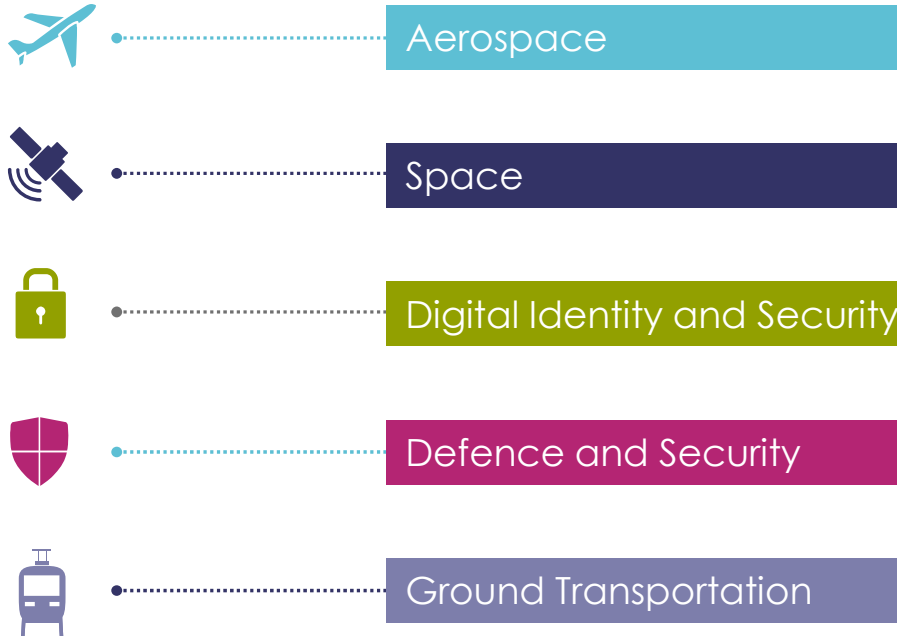 Aerospace
Space
Digital Identity and Security
Defence and Security
Ground Transportation